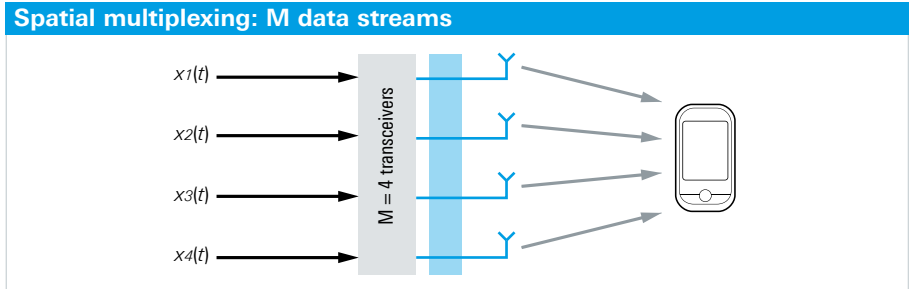 Spatial multiplexing: M data streams
x1(t)
x2(t)
x3(t)
x4(t)
M = 4 transceivers